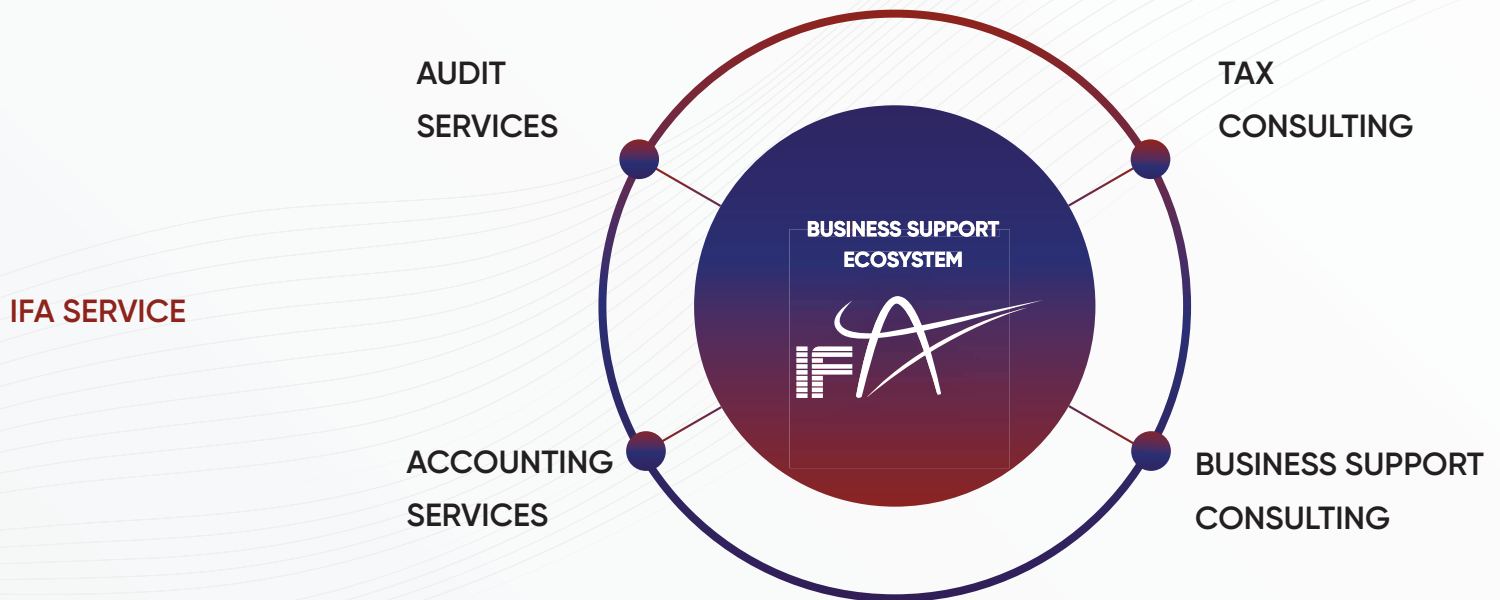 AUDIT
SERVICES
TAX
CONSULTING
BUSINESS SUPPORT
ECOSYSTEM
IFA SERVICE
IFA
ACCOUNTING
SERVICES
BUSINESS SUPPORT
CONSULTING